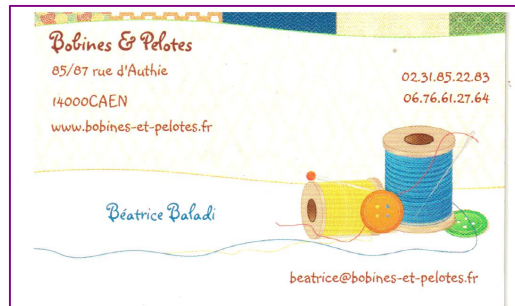 Bobines & Pelotes
85/87 rue d'Authie
14000CAEN
www.bobines-et-pelotes.fr
02.31.85.22.83
06.76.61.27.64
Béatrice Baladi
beatrice@bobines-et-pelotes.fr